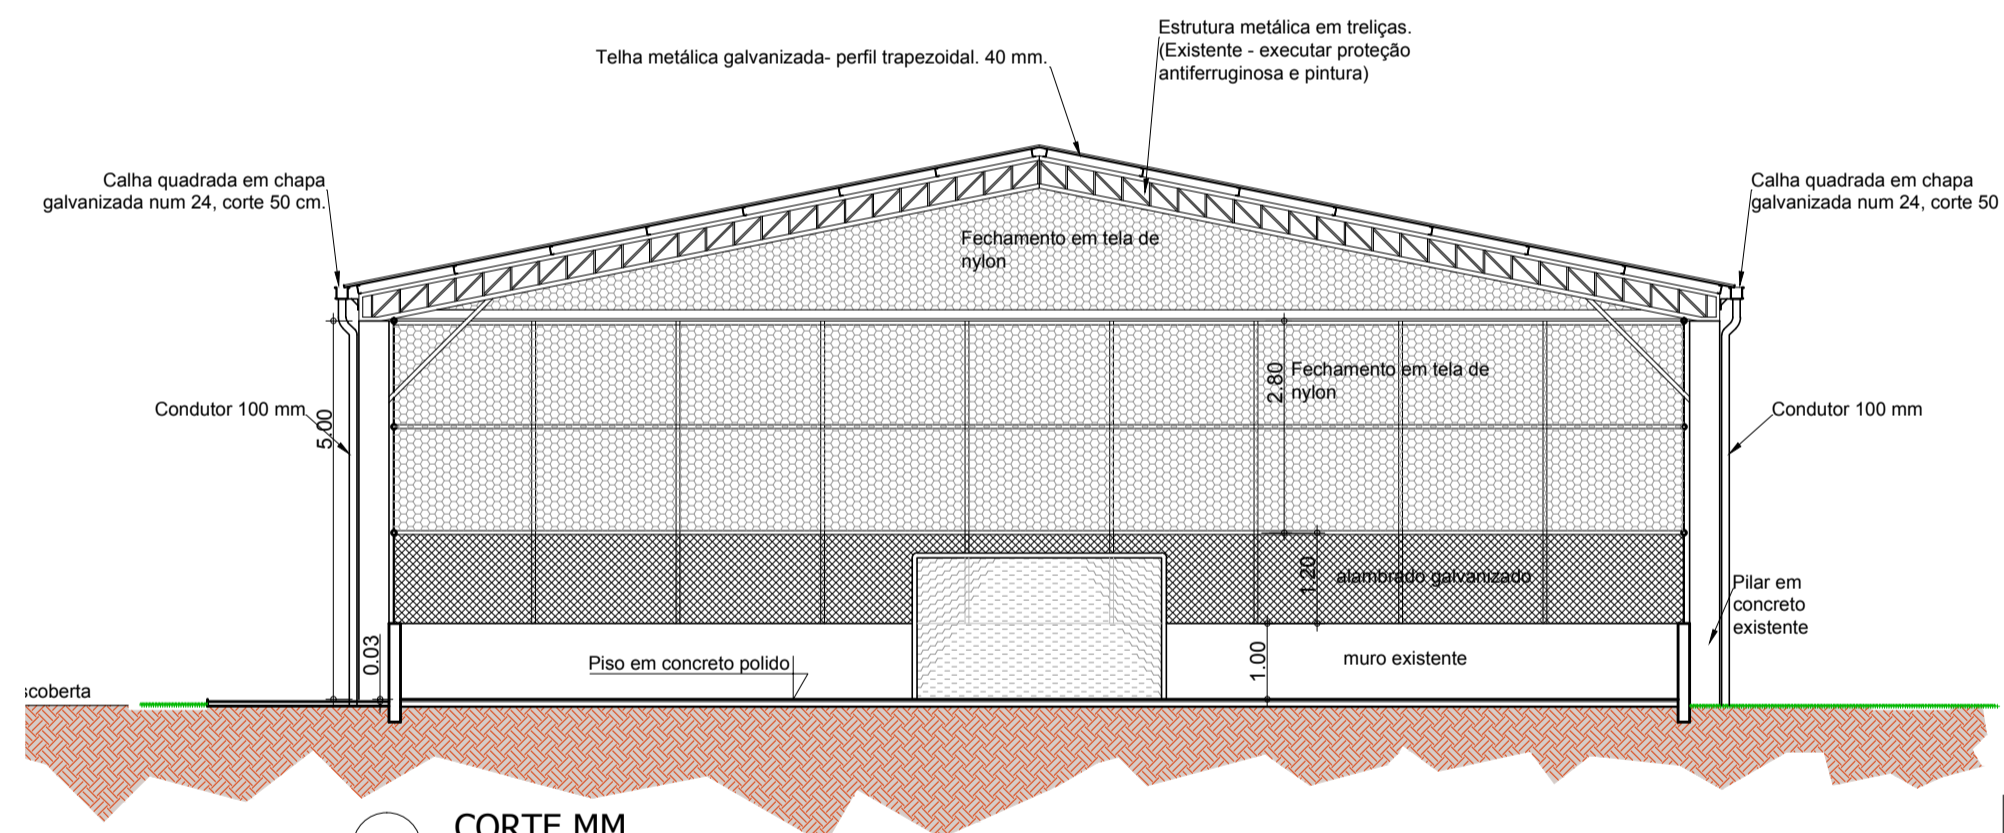 Estrutura metálica em treliças.
(Existente - executar proteção
antiferruginosa e pintura)
Telha metálica galvanizada- perfil trapezoidal. 40 mm.
Calha quadrada em chapa
galvanizada num 24, corte 50 cm.
Calha quadrada em chapa
galvanizada num 24, corte 50
Fechamento em tela de
nylon
2.80
Fechamento em tela de
nylon
Condutor 100 mm
5.00
Condutor 100 mm
1.20
alambrado galvanizado
Pilar em
concreto
existente
0.03
Piso em concreto polido
1.00
muro existente
scoberta
CORTE MM